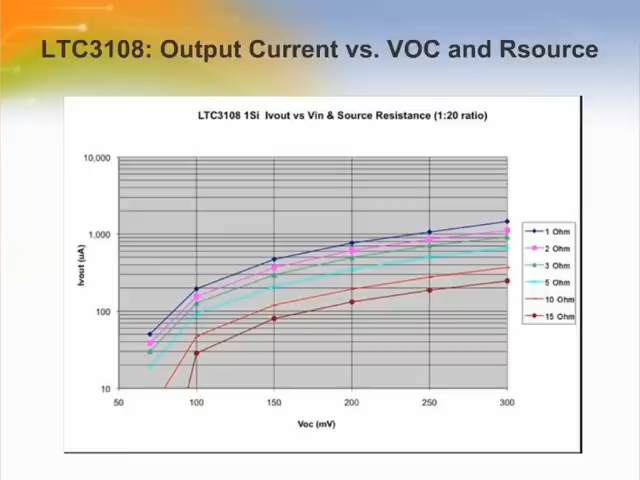 LTC3108: Output Current vs. VOC and Rsource
LTC3108 1Si Ivout vs Vin & Source Resistance (1:20 ratio)
10,000
1,000
100
10
Ivout (uA)
50 100 150 200 250 300
Voc (mV)
1 Ohm
2 Ohm
3 Ohm
5 Ohm
10 Ohm
15 Ohm